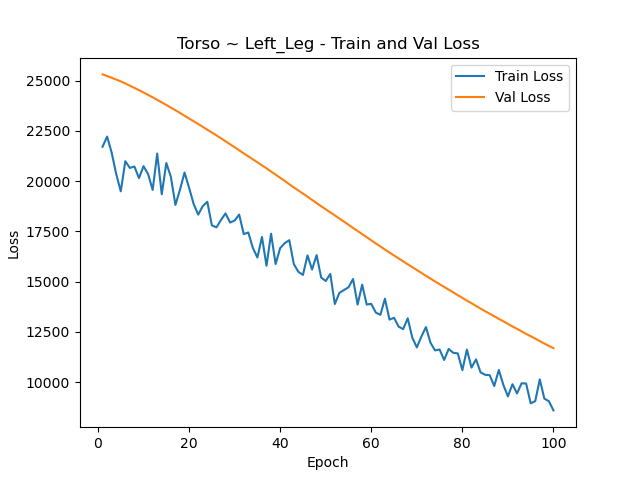 Torso ~ Left_Leg - Train and Val Loss
Train Loss
Val Loss
25000
22500
20000
17500
15000
12500
10000
Loss
0 20 40 60 80 100
Epoch